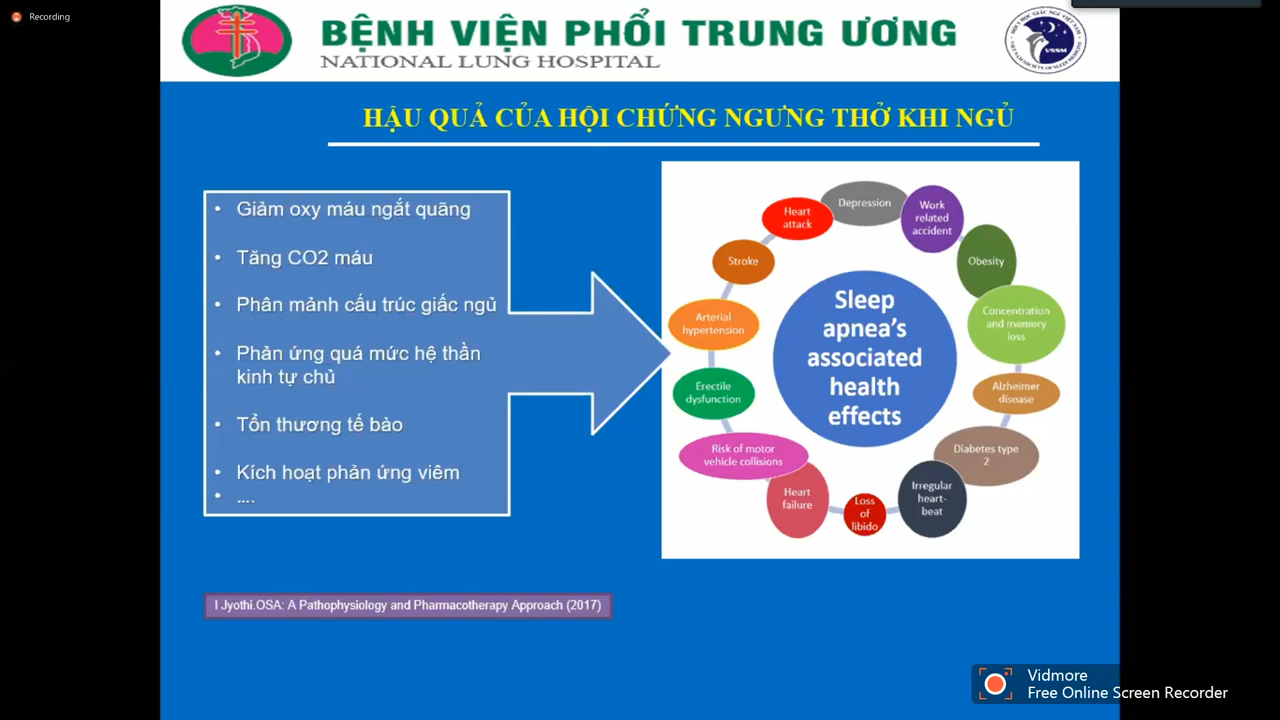 Recording
BỆNH VIỆN PHỔI TRUNG ƯƠNG
NATIONAL LUNG HOSPITAL
VSSM
HẬU QUẢ CỦA HỘI CHỨNG NGƯNG THỞ KHI NGỦ
• Giảm oxy máu ngắt quãng
• Tăng CO2 máu
• Phân mảnh cấu trúc giấc ngủ
• Phản ứng quá mức hệ thần
kinh tự chủ
• Tổn thương tế bào
• Kích hoạt phản ứng viêm
• ....
Sleep
apnea's
associated
health
effects
Depression
Work
related
accident
Obesity
Concentration
and memory
loss
Alzheimer
disease
Diabetes type
2
Irregular
heart-
beat
Loss
of
libido
Heart
failure
Risk of motor
vehicle collisions
Erectile
dysfunction
Arterial
hypertension
Stroke
Heart
attack
I Jyothi.OSA: A Pathophysiology and Pharmacotherapy Approach (2017)
Vidmore
Free Online Screen Recorder